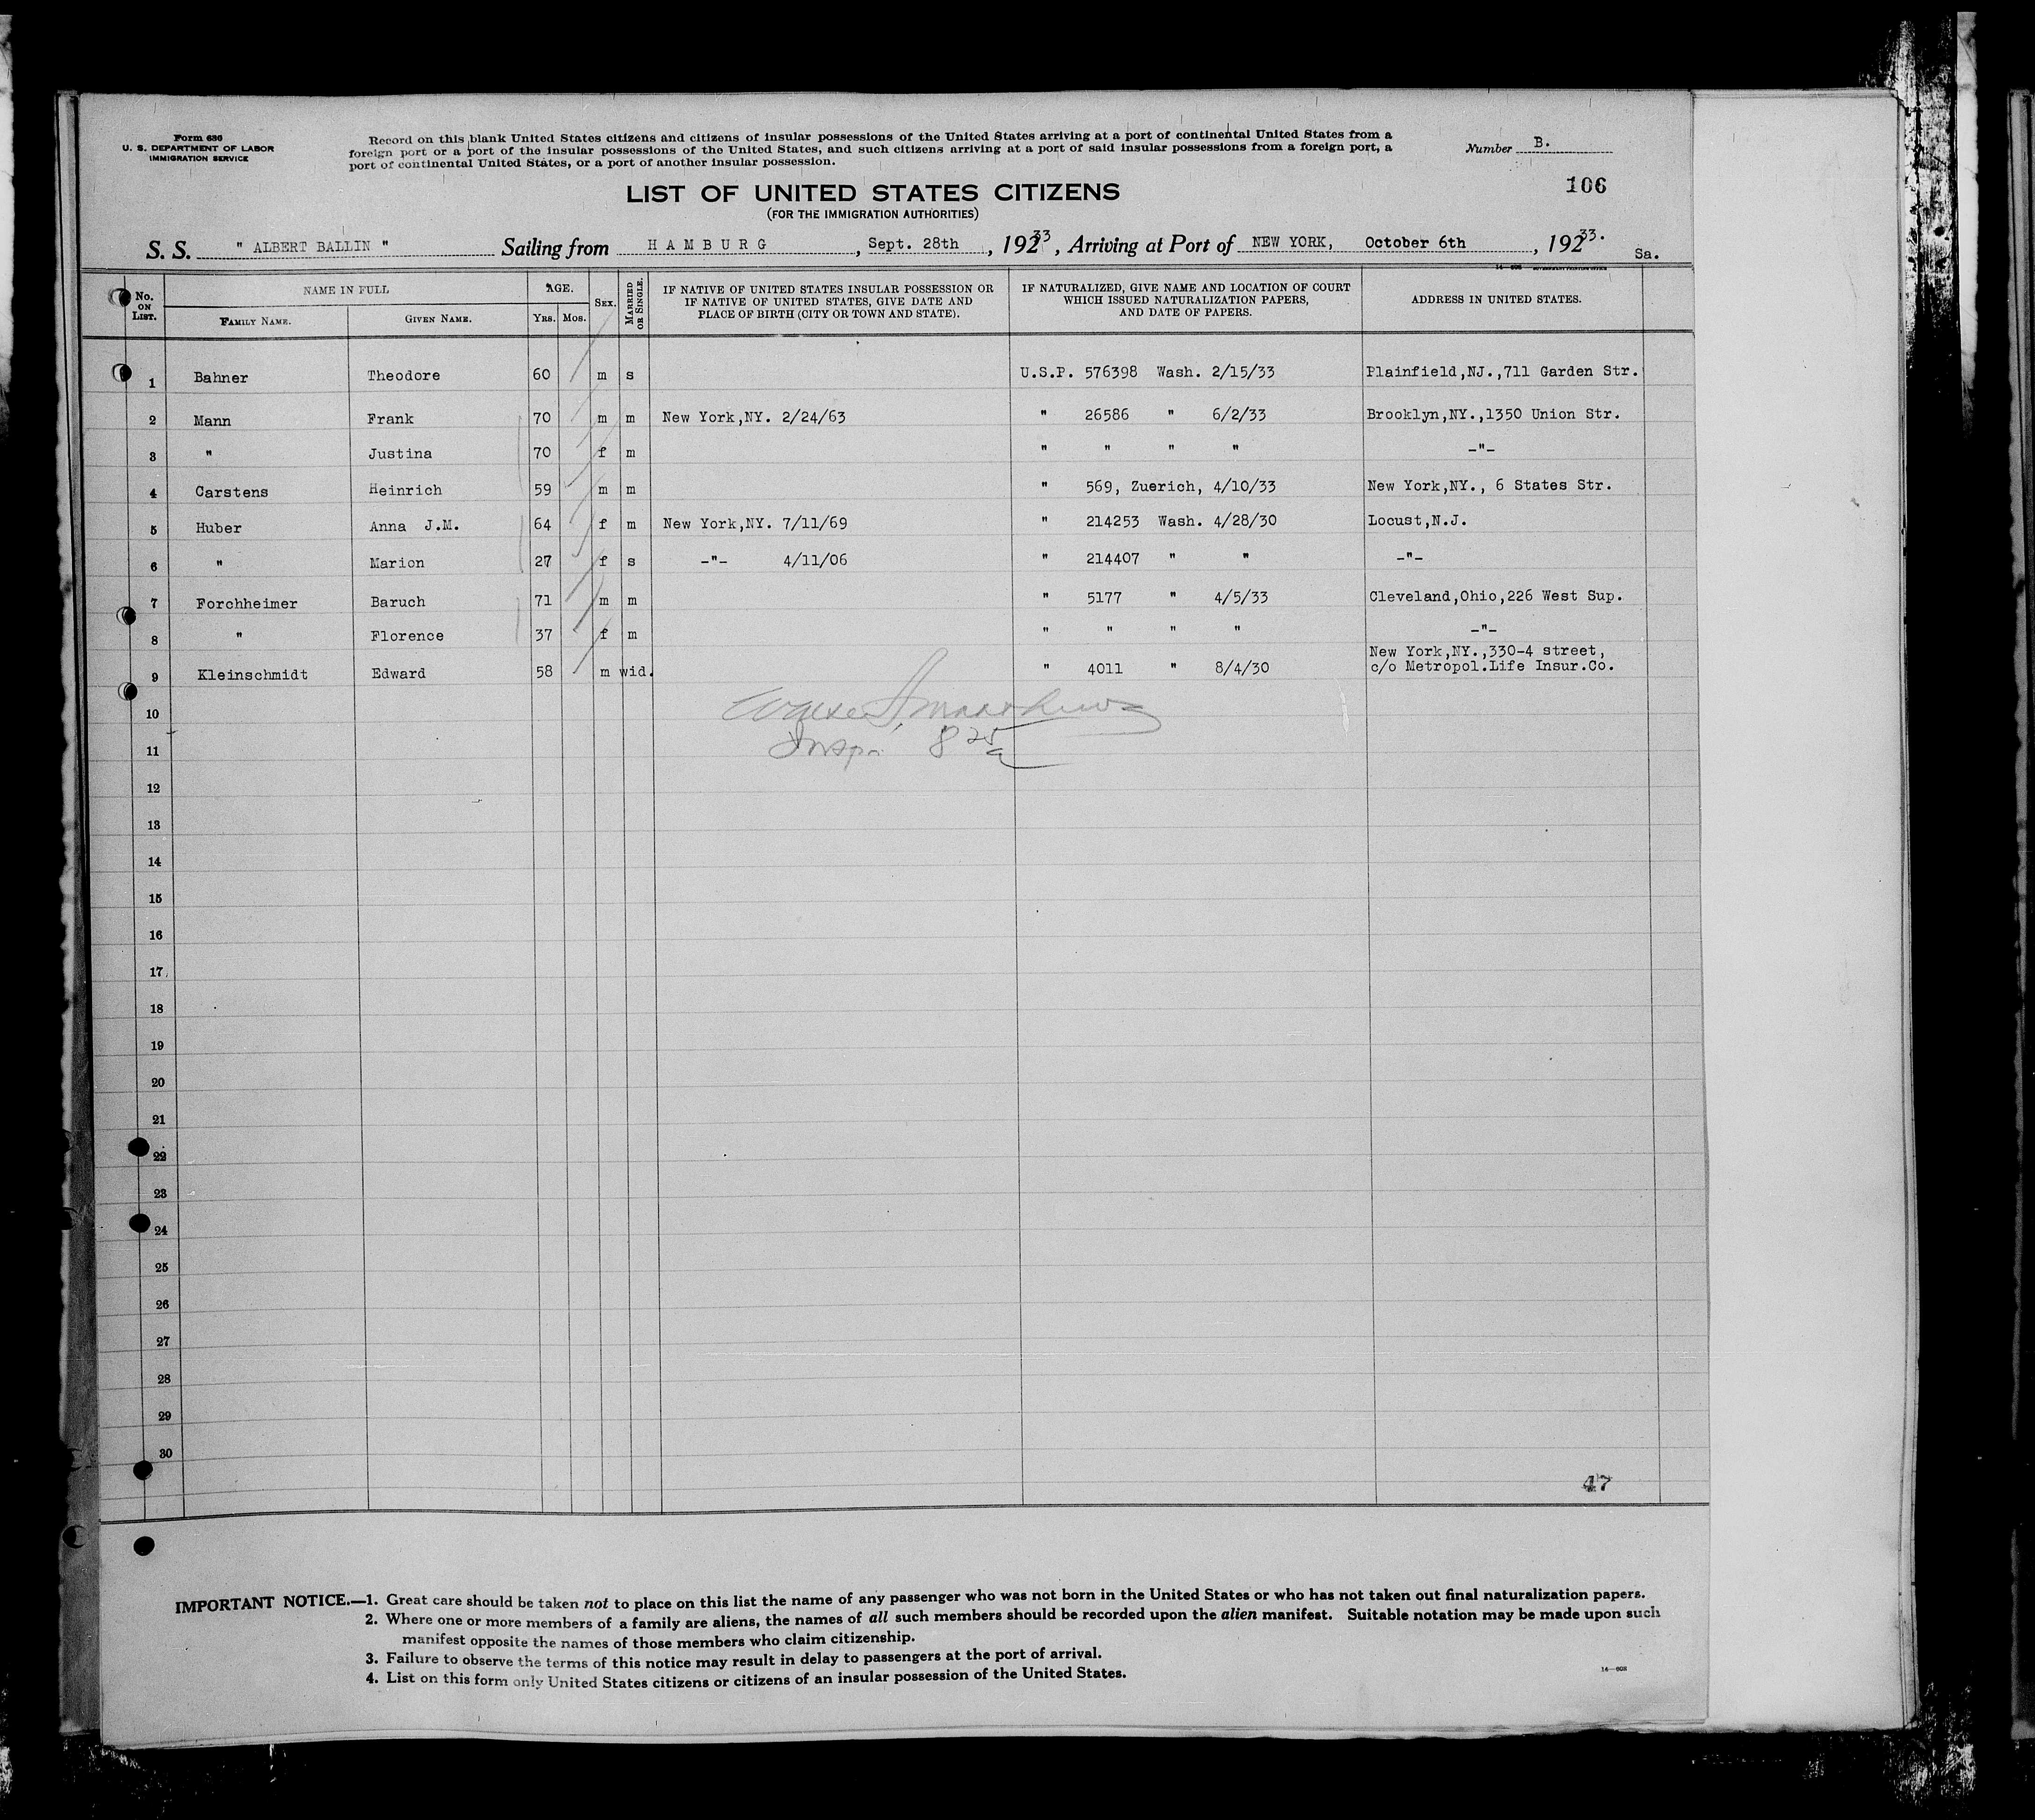 Form 630
U. S. DEPARTMENT OF LABOR
IMMIGRATION SERVICE
Record on this blank United States citizens and citizens of insular possessions of the United States arriving at a port of continental United States from a
foreign port or a port of the insular possessions of the United States, and such citizens arriving at a port of said insular possessions from a foreign port, a
port of continental United States, or a port of another insular possession.
Number B.
106
LIST OF UNITED STATES CITIZENS
(FOR THE IMMIGRATION AUTHORITIES)
S. S. " ALBERT BALLIN " Sailing from HAMBURG, Sept. 28th, 19233, Arriving at Port of NEW YORK, October 6th, 19233.
Sa.
No. ON LIST. NAME IN FULL AGE. SEX. MARRIED OR SINGLE. IF NATIVE OF UNITED STATES INSULAR POSSESSION OR IF NATIVE OF UNITED STATES, GIVE DATE AND PLACE OF BIRTH (CITY OR TOWN AND STATE). IF NATURALIZED, GIVE NAME AND LOCATION OF COURT WHICH ISSUED NATURALIZATION PAPERS, AND DATE OF PAPERS. ADDRESS IN UNITED STATES.
FAMILY NAME. GIVEN NAME. YRS. MOS.
1 Bahner Theodore 60 m s U.S.P. 576398 Wash. 2/15/33 Plainfield,NJ.,711 Garden Str.
2 Mann Frank 70 m m New York,NY. 2/24/63 " 26586 " 6/2/33 Brooklyn,NY.,1350 Union Str.
3 " Justina 70 f m " " " " -"-
4 Carstens Heinrich 59 m m " 569, Zuerich, 4/10/33 New York,NY., 6 States Str.
5 Huber Anna J.M. 64 f m New York,NY. 7/11/69 " 214253 Wash. 4/28/30 Locust,N.J.
6 " Marion 27 f s -"- 4/11/06 " 214407 " " -"-
7 Forchheimer Baruch 71 m m " 5177 " 4/5/33 Cleveland,Ohio,226 West Sup.
8 " Florence 37 f m " " " " -"-
9 Kleinschmidt Edward 58 m wid. " 4011 " 8/4/30 New York,NY.,330-4 street,
c/o Metropol.Life Insur.Co.
10
Inspr 825
11
12
13
14
15
16
17
18
19
20
21
22
23
24
25
26
27
28
29
30
47
IMPORTANT NOTICE.—1. Great care should be taken not to place on this list the name of any passenger who was not born in the United States or who has not taken out final naturalization papers.
2. Where one or more members of a family are aliens, the names of all such members should be recorded upon the alien manifest. Suitable notation may be made upon such
manifest opposite the names of those members who claim citizenship.
3. Failure to observe the terms of this notice may result in delay to passengers at the port of arrival.
4. List on this form only United States citizens or citizens of an insular possession of the United States.